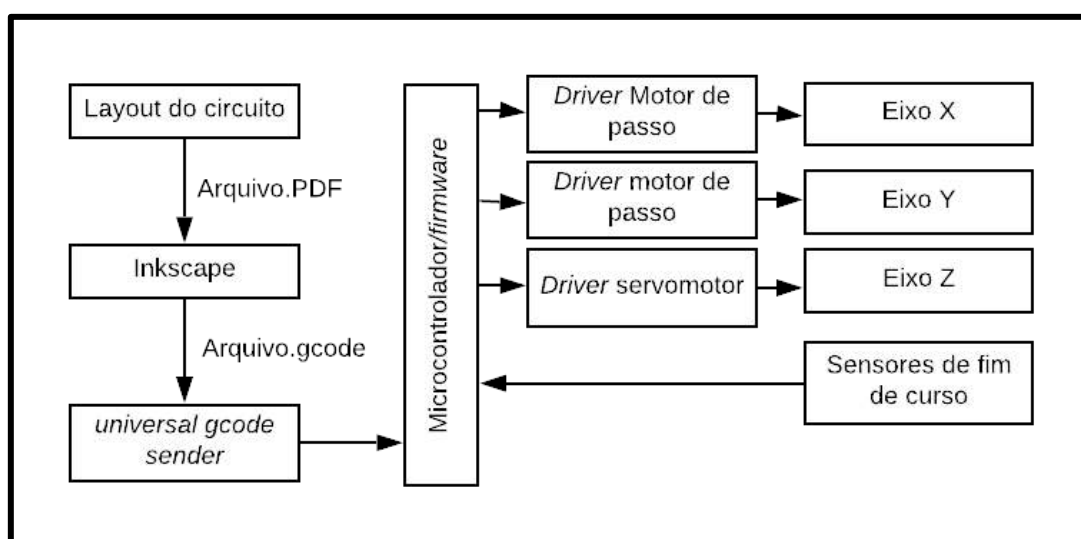 Layout do circuito
Arquivo.PDF
Inkscape
Arquivo.gcode
universal gcode
sender
Microcontrolador/firmware
Driver Motor de
passo
Eixo X
Driver motor de
passo
Eixo Y
Driver servomotor
Eixo Z
Sensores de fim
de curso